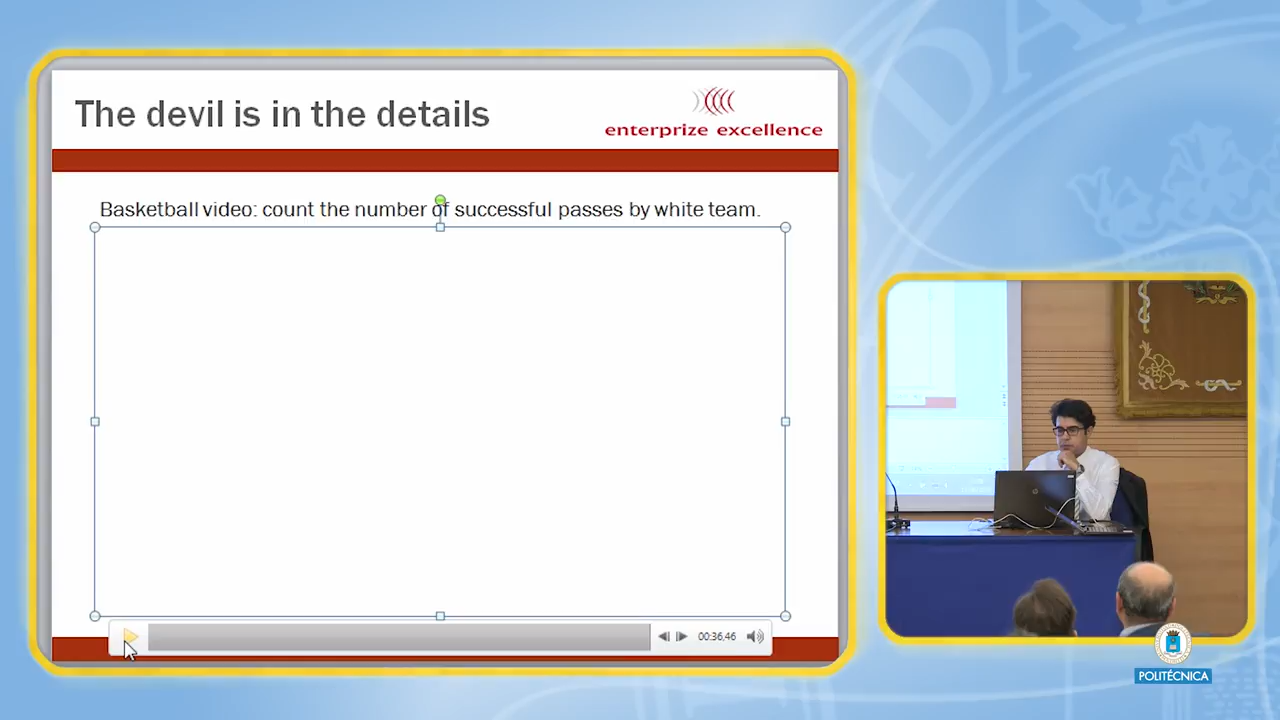 The devil is in the details
enterprize excellence
Basketball video: count the number of successful passes by white team.
00:36,46
POLITÉCNICA